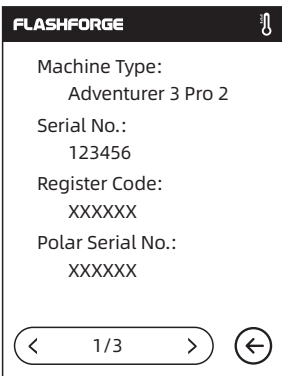 FLASHFORGE
Machine Type:
Adventurer 3 Pro 2
Serial No.:
123456
Register Code:
XXXXXX
Polar Serial No.:
XXXXXX
1/3